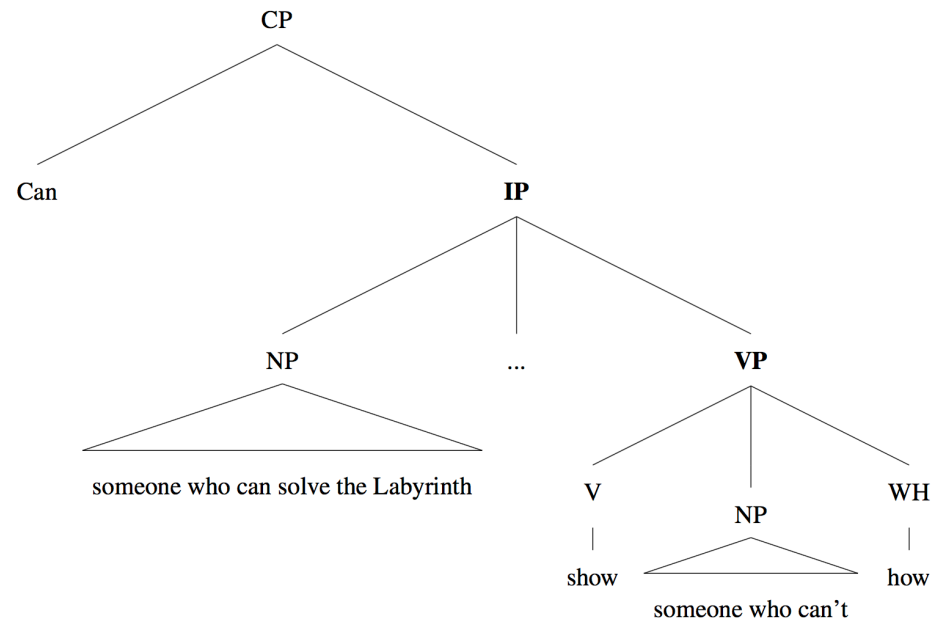 CP
Can
IP
NP
...
VP
someone who can solve the Labyrinth
V
NP
WH
show
how
someone who can’t